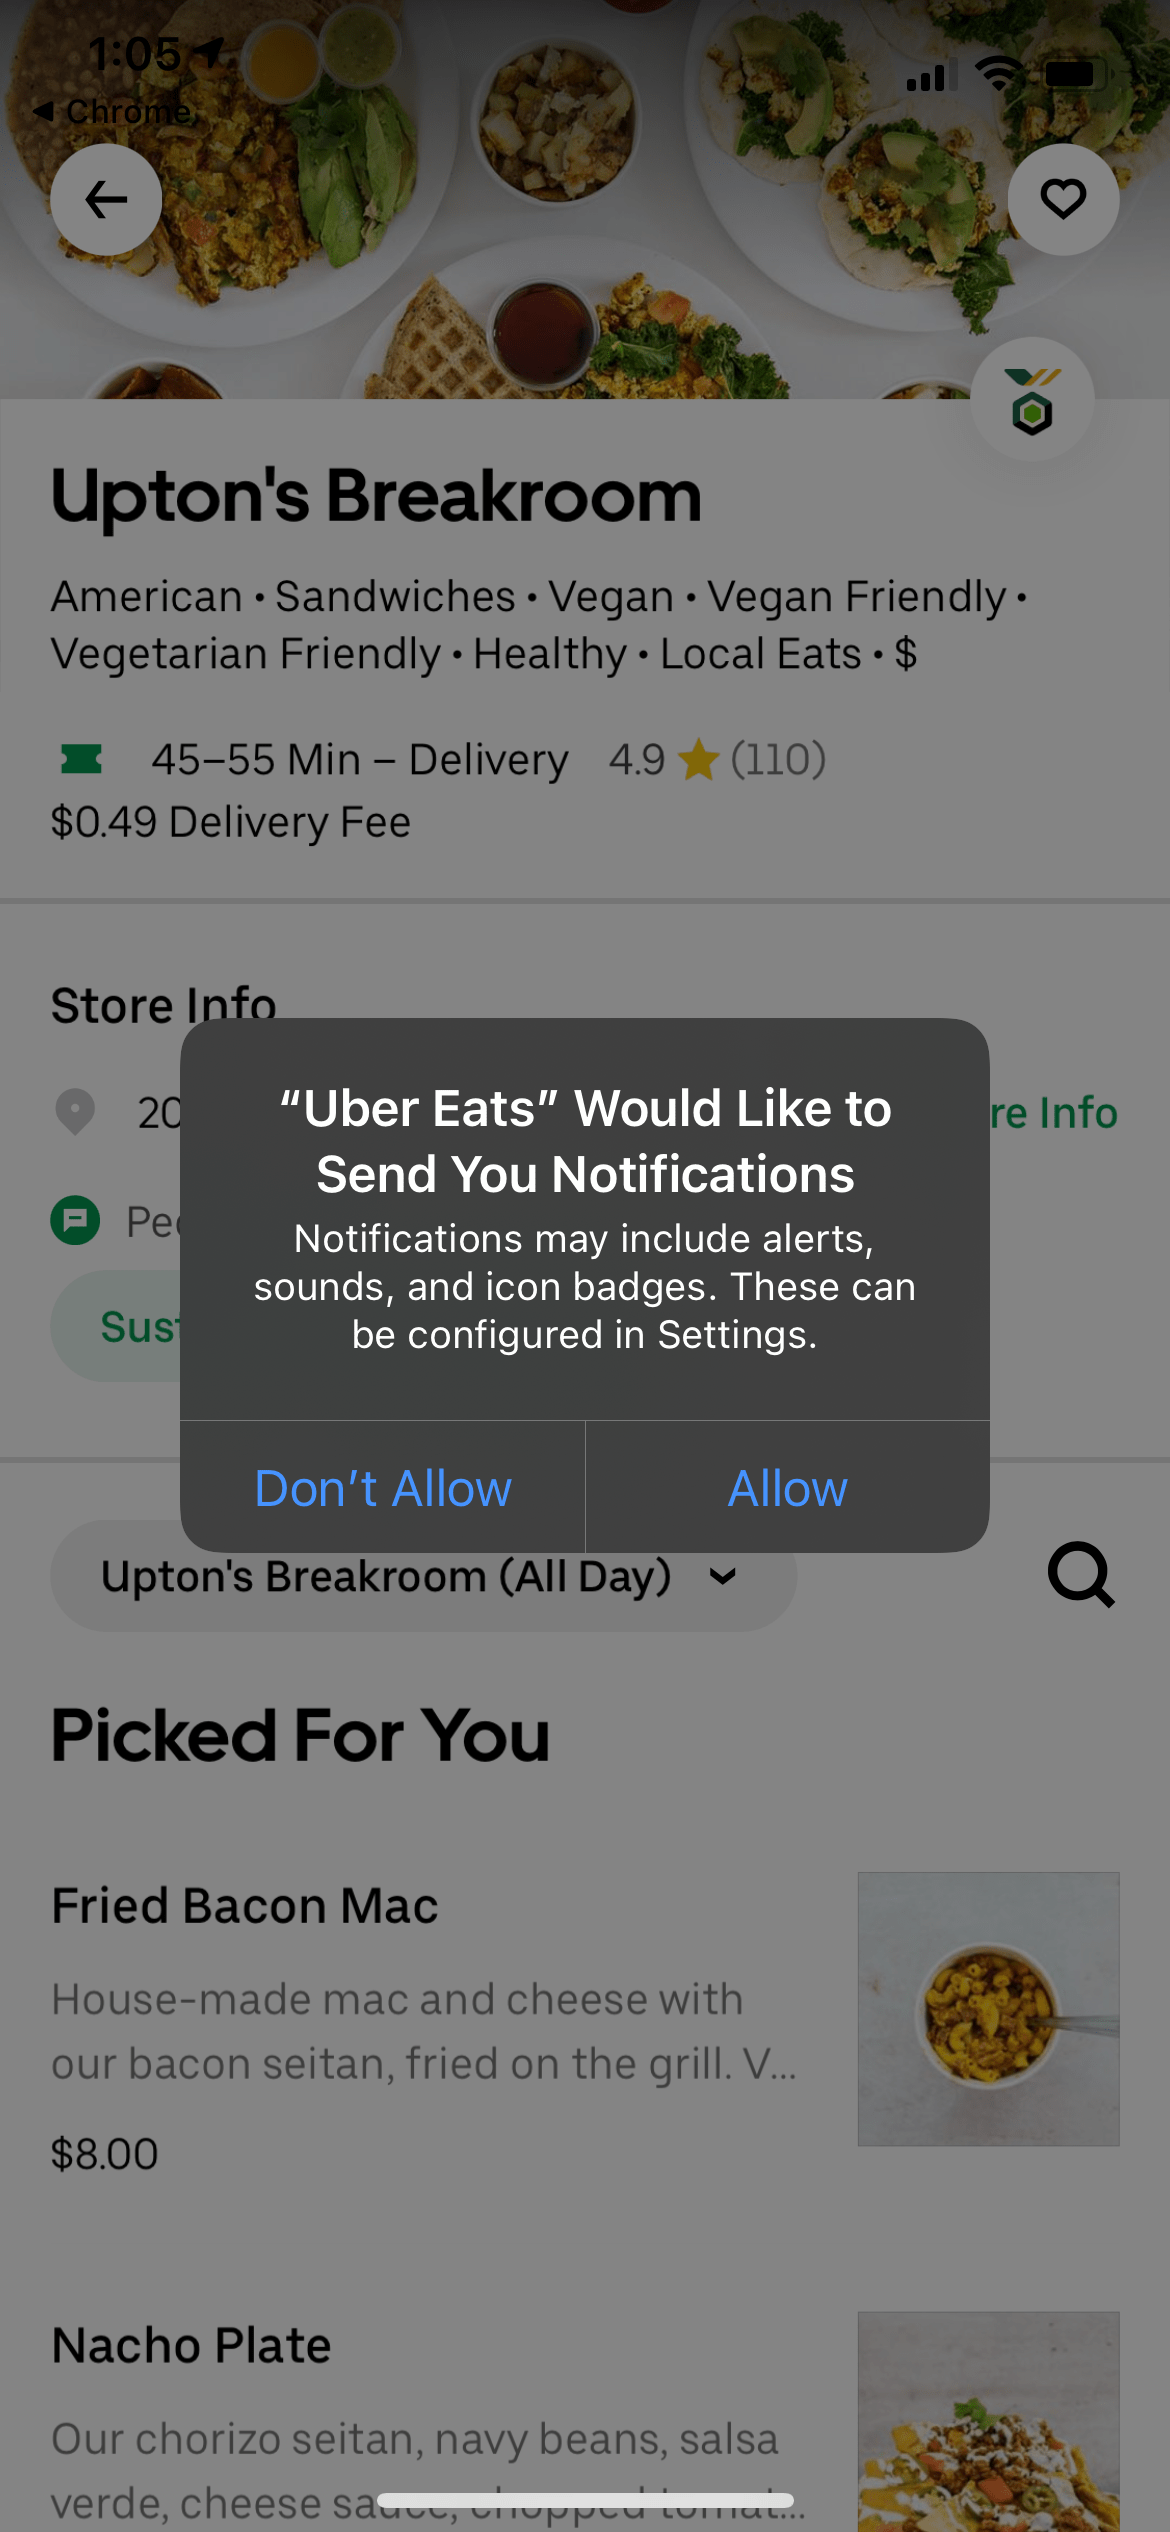 1:05
Chrome
Upton's Breakroom
American • Sandwiches • Vegan • Vegan Friendly •
Vegetarian Friendly • Healthy • Local Eats • $
45–55 Min – Delivery 4.9 ★ (110)
$0.49 Delivery Fee
Store Info
20
re Info
“Uber Eats” Would Like to
Send You Notifications
Notifications may include alerts,
sounds, and icon badges. These can
be configured in Settings.
Don’t Allow
Allow
Upton's Breakroom (All Day)
Picked For You
Fried Bacon Mac
House-made mac and cheese with
our bacon seitan, fried on the grill. V...
$8.00
Nacho Plate
Our chorizo seitan, navy beans, salsa
verde, cheese sauce, chopped tomat...